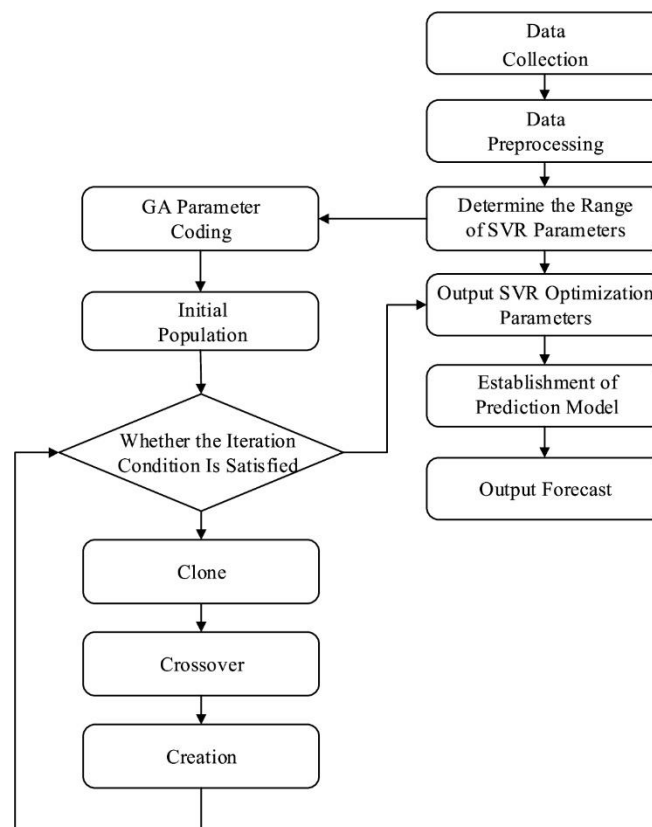 Data
Collection
Data
Preprocessing
Determine the Range
of SVR Parameters
GA Parameter
Coding
Initial
Population
Output SVR Optimization
Parameters
Establishment of
Prediction Model
Output Forecast
Whether the Iteration
Condition Is Satisfied
Clone
Crossover
Creation